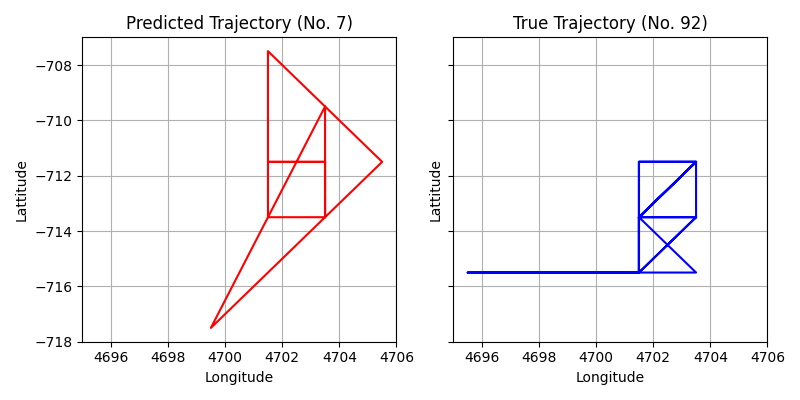 Predicted Trajectory (No. 7)
True Trajectory (No. 92)
Lattitude
−708
−710
−712
−714
−716
−718
4696 4698 4700 4702 4704 4706
Longitude
Lattitude
4696 4698 4700 4702 4704 4706
Longitude